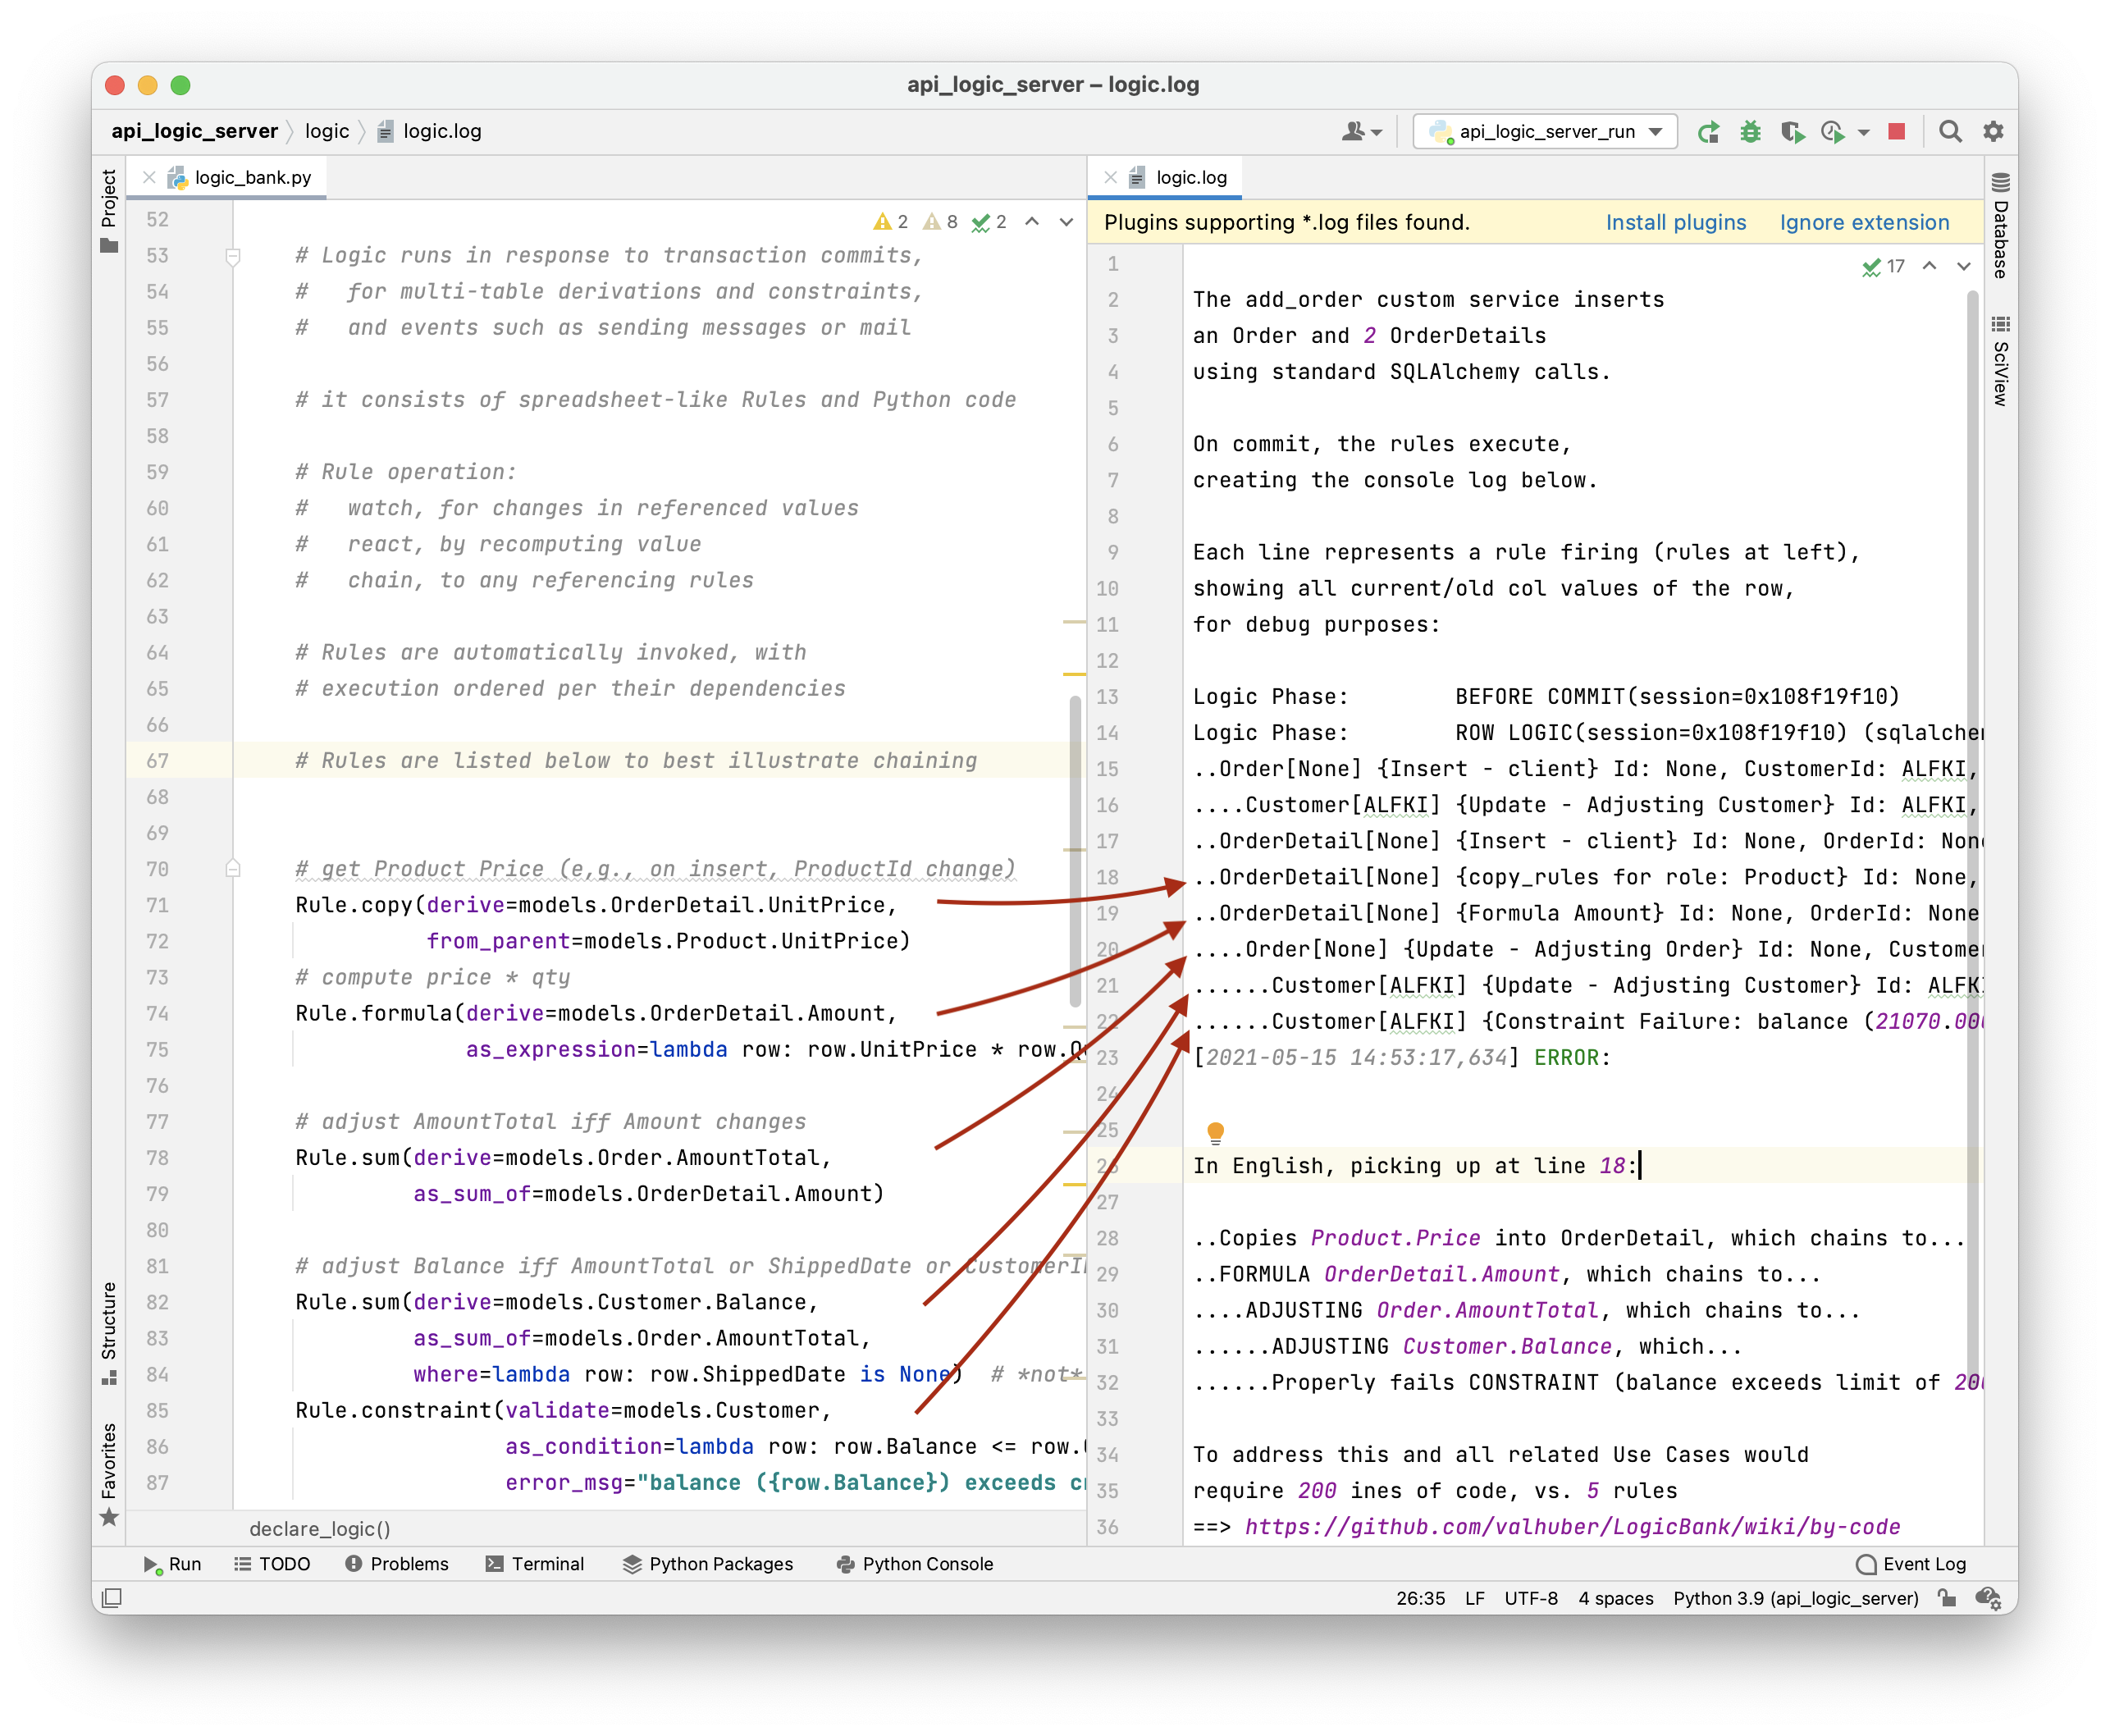 api_logic_server – logic.log
api_logic_server logic logic.log
api_logic_server_run
Project
Structure
Favorites
logic_bank.py
2 8 2
52
53 # Logic runs in response to transaction commits,
54 #   for multi-table derivations and constraints,
55 #   and events such as sending messages or mail
56
57 # it consists of spreadsheet-like Rules and Python code
58
59 # Rule operation:
60 #   watch, for changes in referenced values
61 #   react, by recomputing value
62 #   chain, to any referencing rules
63
64 # Rules are automatically invoked, with
65 # execution ordered per their dependencies
66
67 # Rules are listed below to best illustrate chaining
68
69
70 # get Product Price (e,g., on insert, ProductId change)
71 Rule.copy(derive=models.OrderDetail.UnitPrice,
72 from_parent=models.Product.UnitPrice)
73 # compute price * qty
74 Rule.formula(derive=models.OrderDetail.Amount,
75 as_expression=lambda row: row.UnitPrice *
76
77 # adjust AmountTotal iff Amount changes
78 Rule.sum(derive=models.Order.AmountTotal,
79 as_sum_of=models.OrderDetail.Amount)
80
81 # adjust Balance iff AmountTotal or ShippedDate or
82 Rule.sum(derive=models.Customer.Balance,
83 as_sum_of=models.Order.AmountTotal,
84 where=lambda row: row.ShippedDate is None)  # *not*
85 Rule.constraint(validate=models.Customer,
86 as_condition=lambda row: row.Balance <=
87 error_msg="balance ({row.Balance}) exceeds
declare_logic()
logic.log
Plugins supporting *.log files found. Install plugins Ignore extension
17
1
2 The add_order custom service inserts
3 an Order and 2 OrderDetails
4 using standard SQLAlchemy calls.
5
6 On commit, the rules execute,
7 creating the console log below.
8
9 Each line represents a rule firing (rules at left),
10 showing all current/old col values of the row,
11 for debug purposes:
12
13 Logic Phase:        BEFORE COMMIT(session=0x108f19f10)
14 Logic Phase:        ROW LOGIC(session=0x108f19f10)
15 ..Order[None] {Insert - client} Id: None, CustomerId: ALFKI,
16 ....Customer[ALFKI] {Update - Adjusting Customer} Id: ALFKI,
17 ..OrderDetail[None] {Insert - client} Id: None, OrderId:
18 ..OrderDetail[None] {copy_rules for role: Product} Id: None,
19 ..OrderDetail[None] {Formula Amount} Id: None, OrderId: None
20 ....Order[None] {Update - Adjusting Order} Id: None,
21 ......Customer[ALFKI] {Update - Adjusting Customer} Id:
22 ......Customer[ALFKI] {Constraint Failure: balance
23 [2021-05-15 14:53:17,634] ERROR:
24
25
26 In English, picking up at line 18:
27
28 ..Copies Product.Price into OrderDetail, which chains to...
29 ..FORMULA OrderDetail.Amount, which chains to...
30 ....ADJUSTING Order.AmountTotal, which chains to...
31 ......ADJUSTING Customer.Balance, which...
32 ......Properly fails CONSTRAINT (balance exceeds limit of
33
34 To address this and all related Use Cases would
35 require 200 ines of code, vs. 5 rules
36 ==> https://github.com/valhuber/LogicBank/wiki/by-code
Database
SciView
Run TODO Problems Terminal Python Packages Python Console Event Log
26:35 LF UTF-8 4 spaces Python 3.9 (api_logic_server)